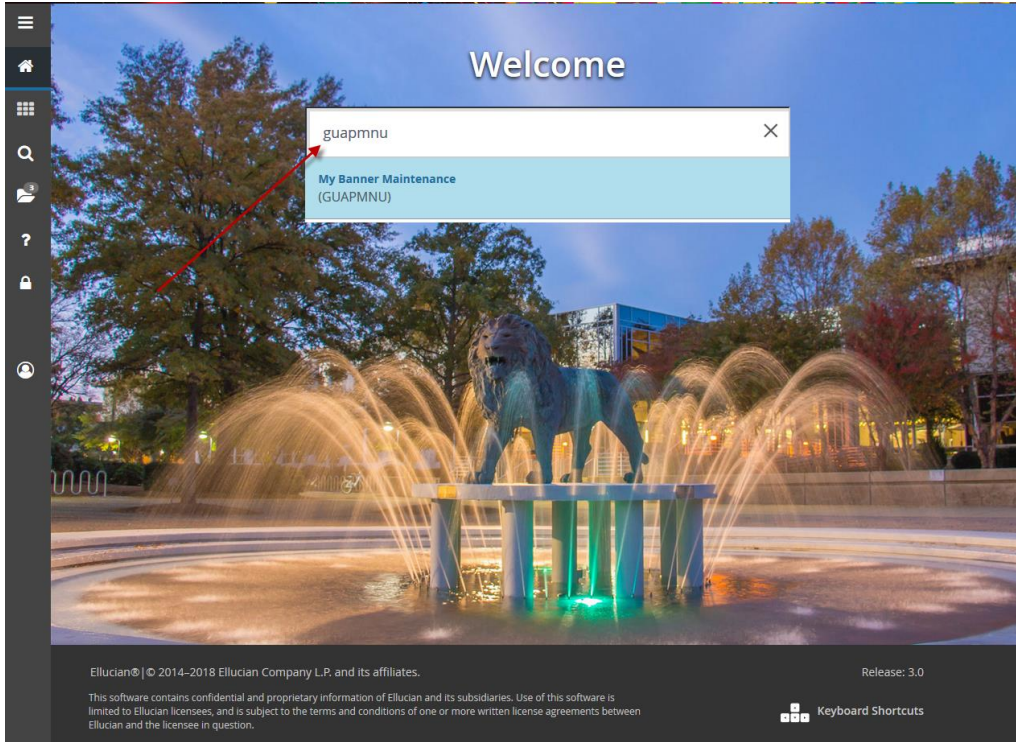 Welcome
guapmnu
My Banner Maintenance
(GUAPMNU)
3
?
Ellucian®|© 2014–2018 Ellucian Company L.P. and its affiliates.
Release: 3.0
This software contains confidential and proprietary information of Ellucian and its subsidiaries. Use of this software is
limited to Ellucian licensees, and is subject to the terms and conditions of one or more written license agreements between
Ellucian and the licensee in question.
Keyboard Shortcuts